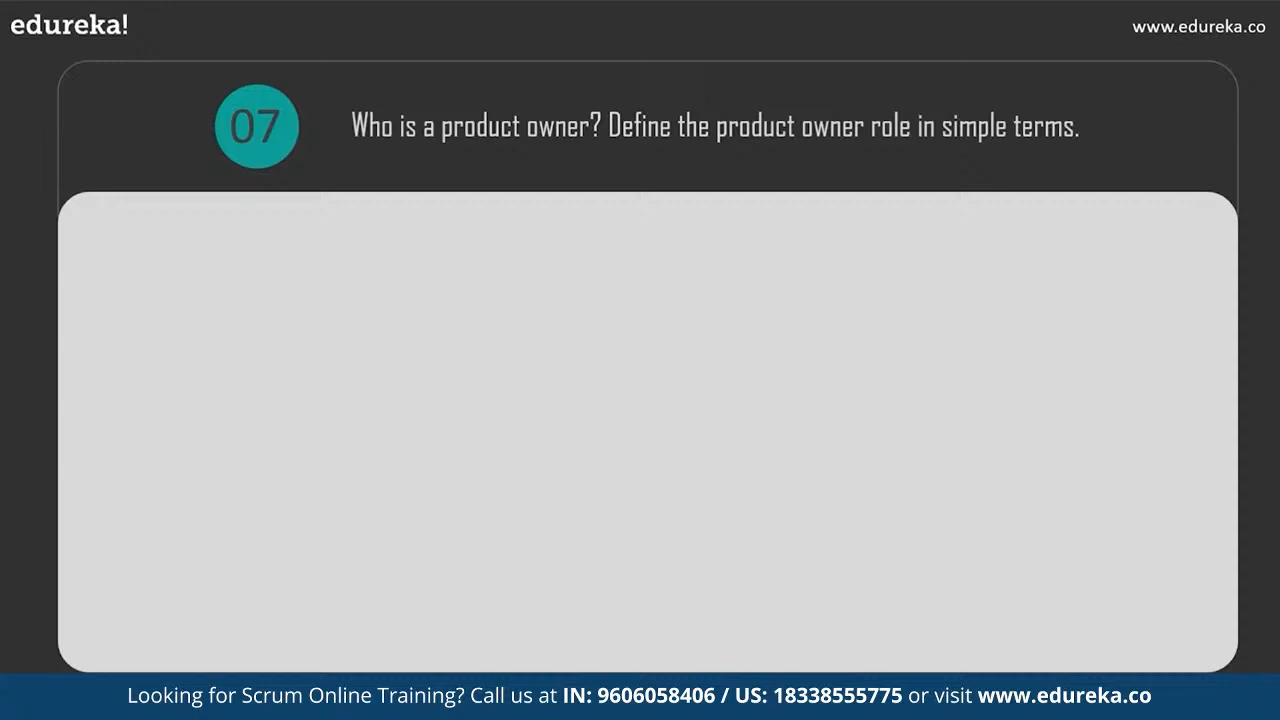 edureka!
www.edureka.co
07
Who is a product owner? Define the product owner role in simple terms.
Looking for Scrum Online Training? Call us at IN: 9606058406 / US: 18338555775 or visit www.edureka.co